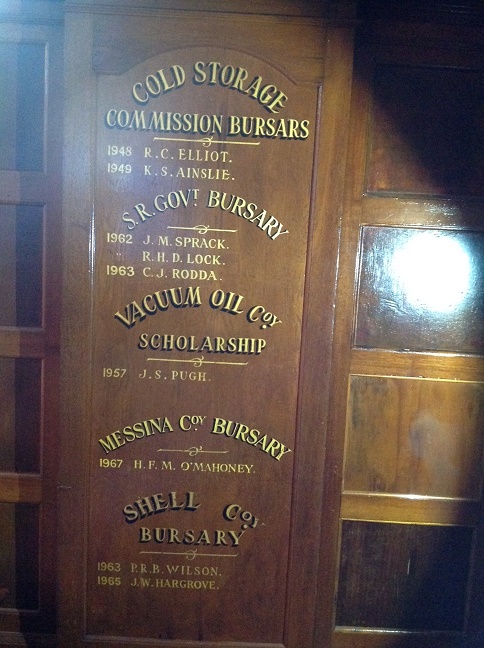 COLD STORAGE
COMMISSION BURSARS
1948 R.C. ELLIOT.
1949 K.S. AINSLIE.
S.R. GOVT BURSARY
1962 J.M. SPRACK.
" R.H.D. LOCK.
1963 C.J. RODDA.
VACUUM OIL COY
SCHOLARSHIP
1957 J.S. PUGH.
MESSINA COY BURSARY
1967 H.F.M. O'MAHONEY.
SHELL COY
BURSARY
1963 P.R.B. WILSON.
1965 J.W. HARGROVE.